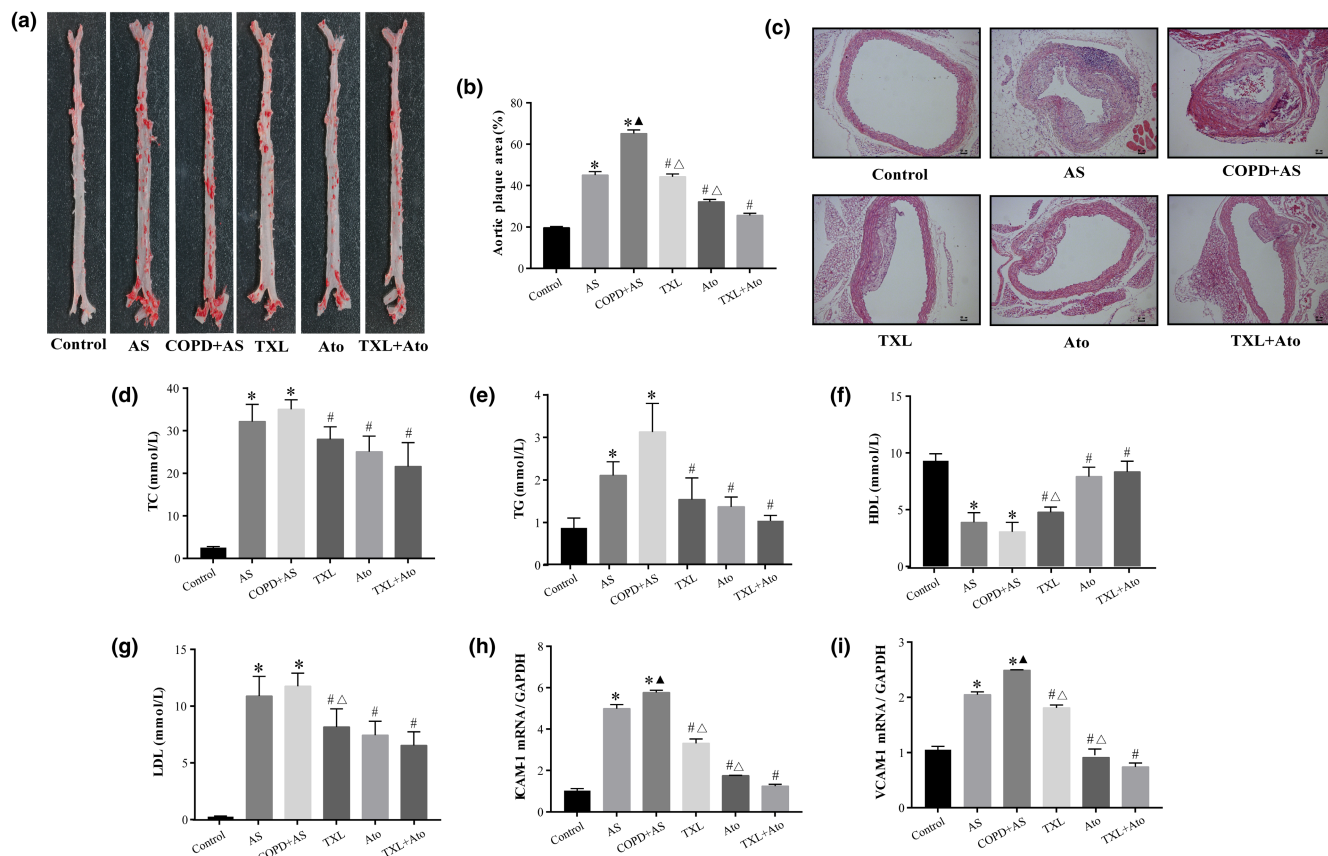 (a)
Control AS COPD+AS TXL Ato TXL+Ato
(b)
Aortic plaque area(%)
80
60
40
20
0
*
*▲
#△
#△
#
Control AS COPD+AS TXL Ato TXL+Ato
(c)
Control AS COPD+AS
TXL Ato TXL+Ato
(d)
TC (mmol/L)
40
30
20
10
0
*
*
#
#
#
Control AS COPD+AS TXL Ato TXL+Ato
(e)
TG (mmol/L)
4
3
2
1
0
*
*
#
#
#
Control AS COPD+AS TXL Ato TXL+Ato
(f)
HDL (mmol/L)
15
10
5
0
*
*
#△
#
#
Control AS COPD+AS TXL Ato TXL+Ato
(g)
LDL (mmol/L)
15
10
5
0
*
*
#△
#
#
Control AS COPD+AS TXL Ato TXL+Ato
(h)
ICAM-1 mRNA / GAPDH
8
6
4
2
0
*
*▲
#△
#△
#
Control AS COPD+AS TXL Ato TXL+Ato
(i)
VCAM-1 mRNA / GAPDH
3
2
1
0
*
*▲
#△
#△
#
Control AS COPD+AS TXL Ato TXL+Ato